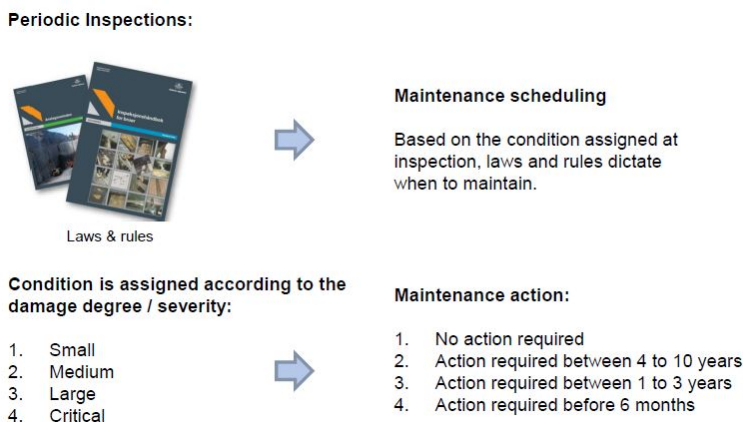 Periodic Inspections:
Inspeksjonshåndbok
for bruer
Laws & rules
Maintenance scheduling
Based on the condition assigned at
inspection, laws and rules dictate
when to maintain.
Condition is assigned according to the
damage degree / severity:
1. Small
2. Medium
3. Large
4. Critical
Maintenance action:
1. No action required
2. Action required between 4 to 10 years
3. Action required between 1 to 3 years
4. Action required before 6 months